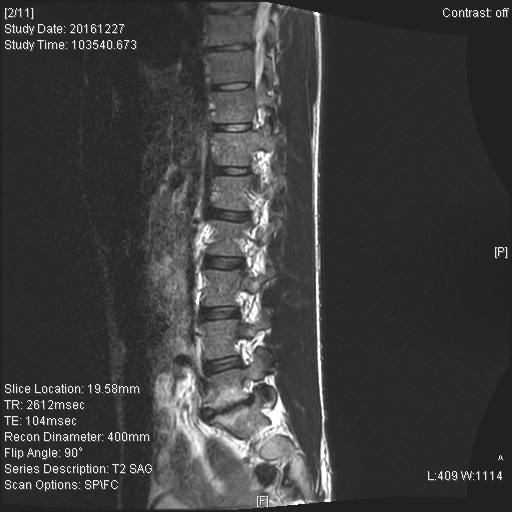 [2/11]
Study Date: 20161227
Study Time: 103540.673
Contrast: off
[P]
Slice Location: 19.58mm
TR: 2612msec
TE: 104msec
Recon Dinameter: 400mm
Flip Angle: 90°
Series Description: T2 SAG
Scan Options: SP\FC
[F]
^
L:409 W:1114